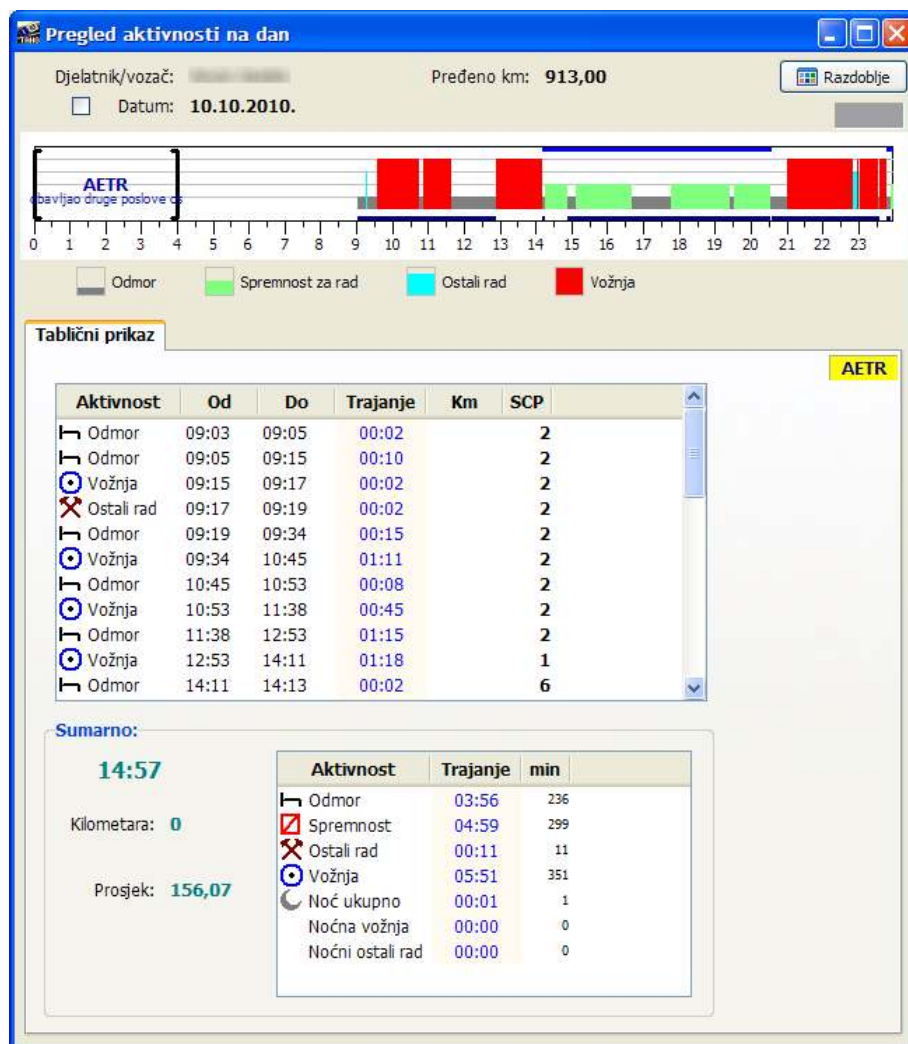 Pregled aktivnosti na dan
Djelatnik/vozač:
Pređeno km: 913,00
Razdoblje
Datum: 10.10.2010.
AETR
obavljao druge poslove os
0 1 2 3 4 5 6 7 8 9 10 11 12 13 14 15 16 17 18 19 20 21 22 23
Odmor Spremnost za rad Ostali rad Vožnja
Tablični prikaz
AETR
Aktivnost Od Do Trajanje Km SCP
Odmor 09:03 09:05 00:02 2
Odmor 09:05 09:15 00:10 2
Vožnja 09:15 09:17 00:02 2
Ostali rad 09:17 09:19 00:02 2
Odmor 09:19 09:34 00:15 2
Vožnja 09:34 10:45 01:11 2
Odmor 10:45 10:53 00:08 2
Vožnja 10:53 11:38 00:45 2
Odmor 11:38 12:53 01:15 2
Vožnja 12:53 14:11 01:18 1
Odmor 14:11 14:13 00:02 6
Sumarno:
14:57
Kilometara: 0
Prosjek: 156,07
Aktivnost Trajanje min
Odmor 03:56 236
Spremnost 04:59 299
Ostali rad 00:11 11
Vožnja 05:51 351
Noć ukupno 00:01 1
Noćna vožnja 00:00 0
Noćni ostali rad 00:00 0